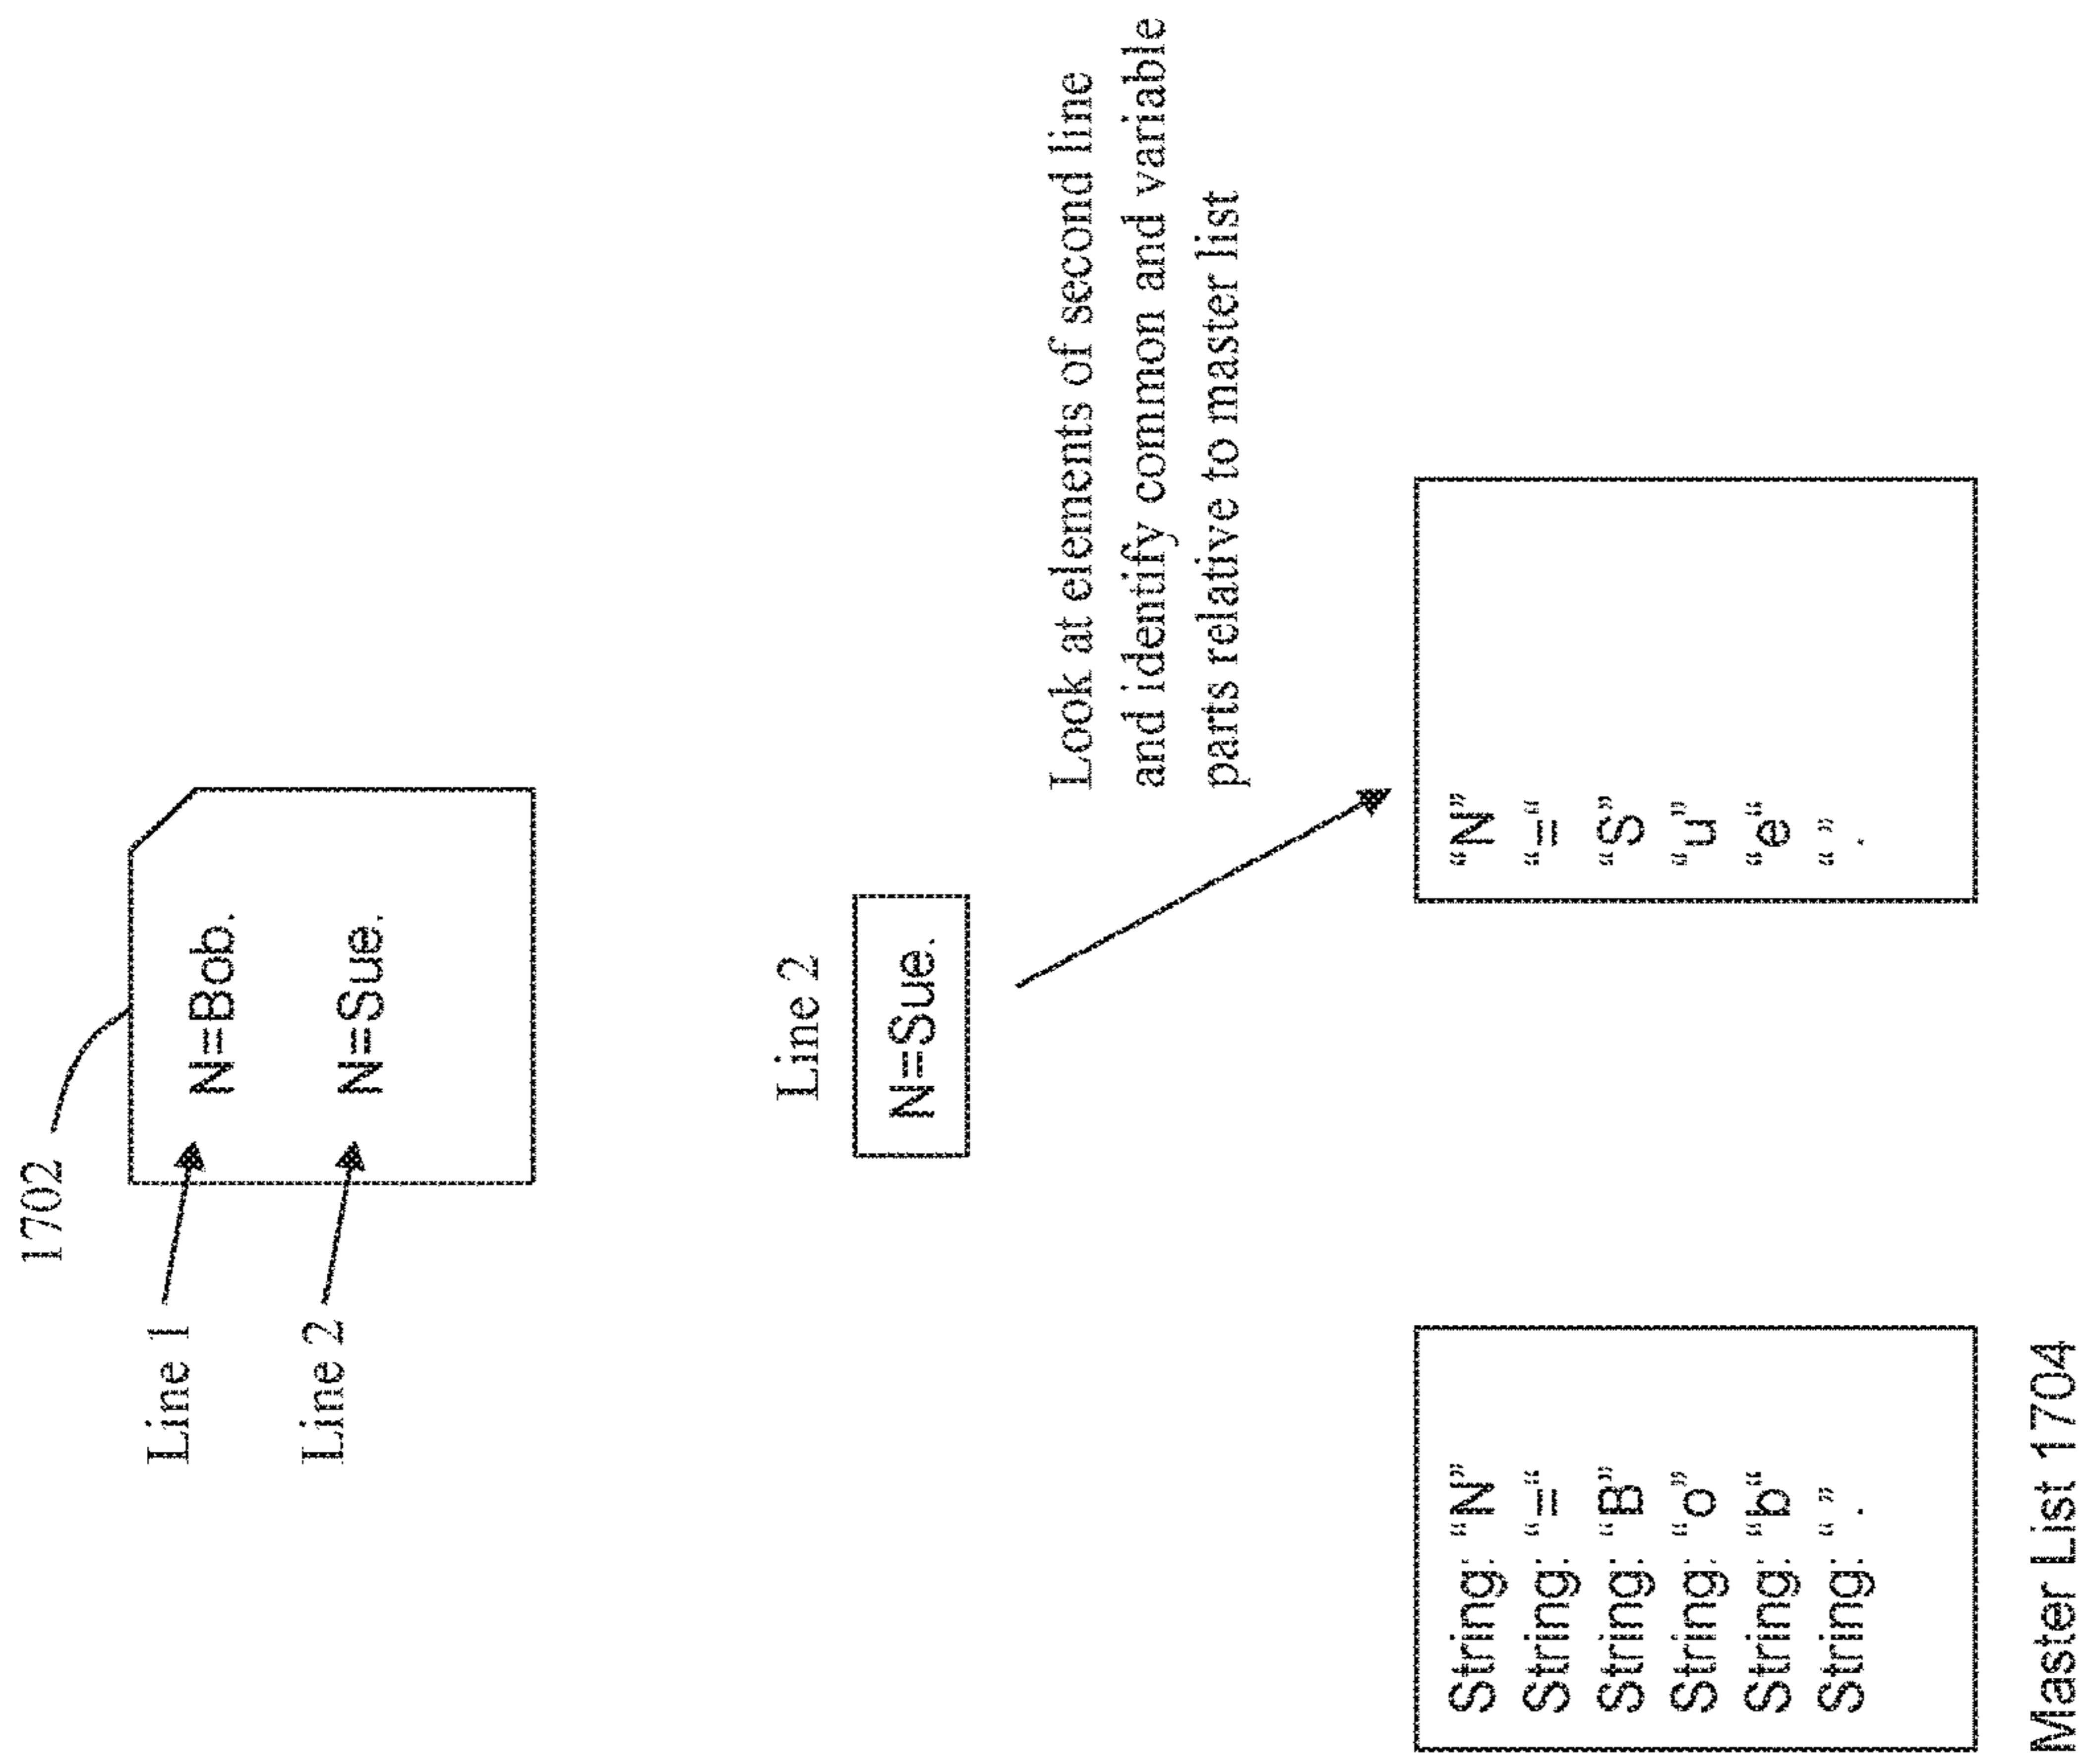 1702
Line 1
N=Bob.
Line 2
N=Sue.
Line 2
N=Sue.
Look at elements of second line
and identify common and variable
parts relative to master list
String: “N”
String: “=“
String: “B”
String: “o”
String: “b“
String: “.”
“N”
“=“
“S”
“u”
“e“
“.”
Master List 1704